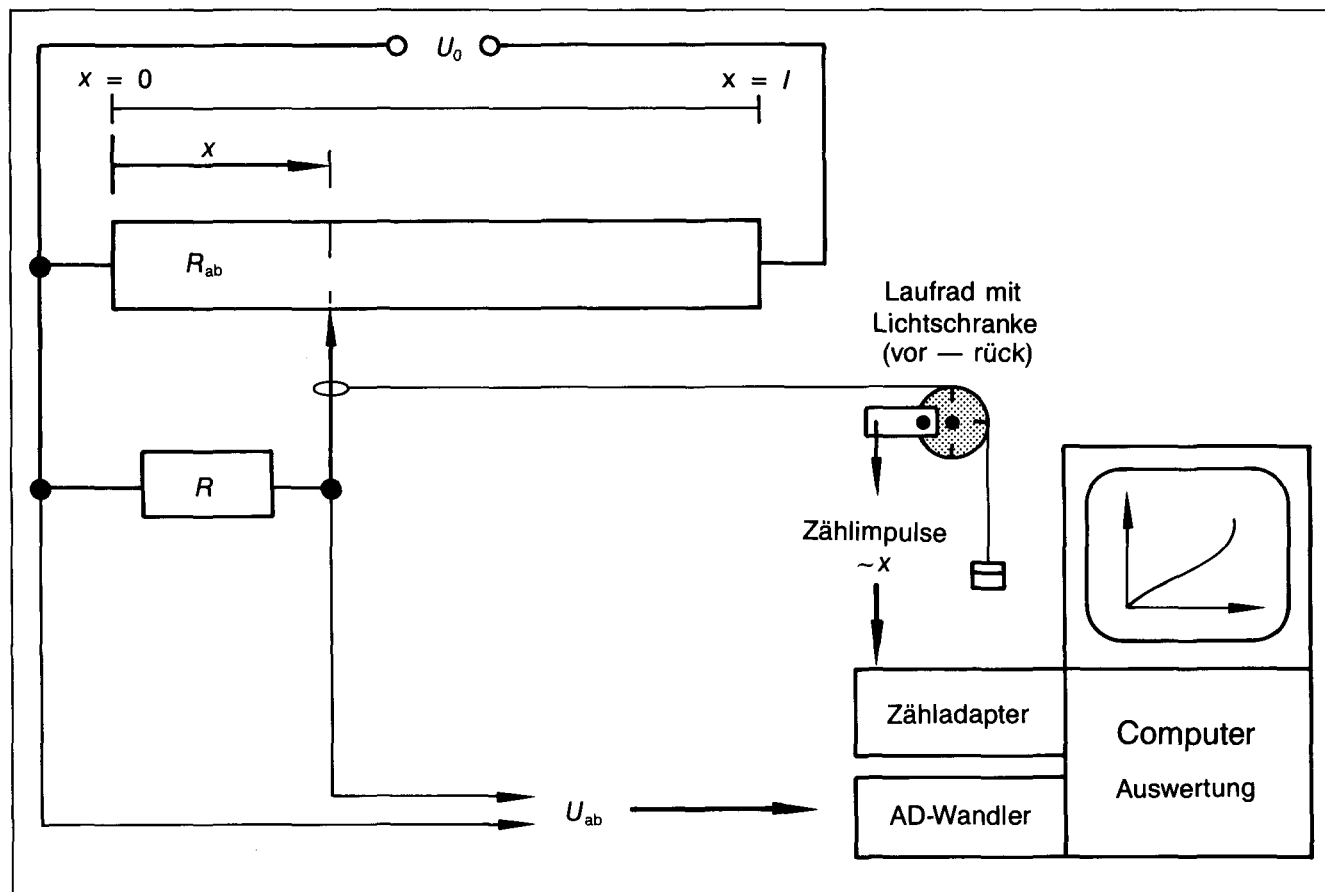 U₀
x = 0
x = l
x
Rab
Laufrad mit
Lichtschranke
(vor — rück)
R
Zählimpulse
~x
Zähladapter
Computer
Auswertung
Uab
AD-Wandler